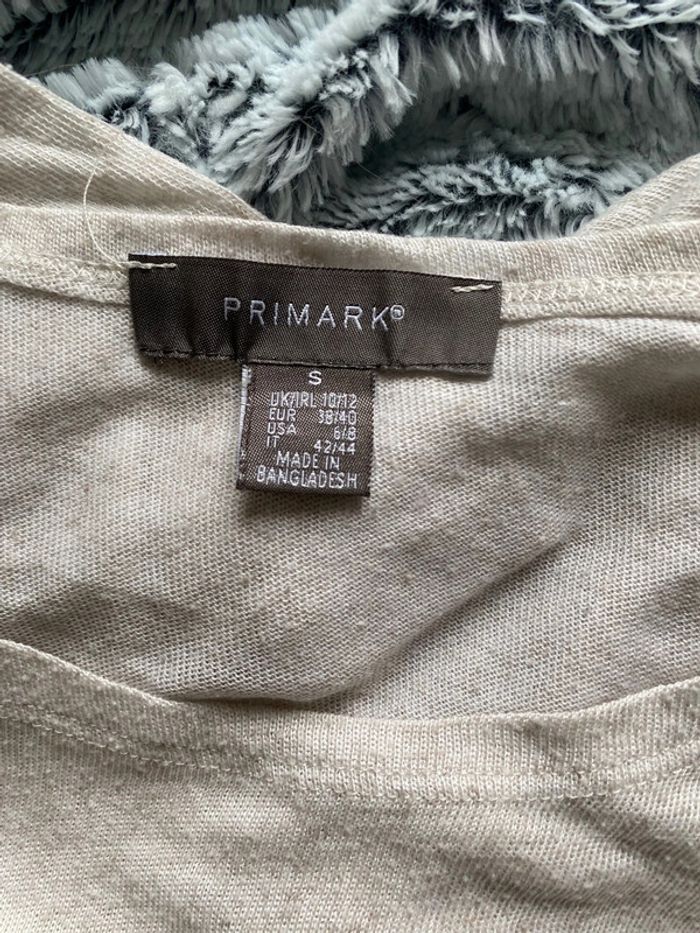 PRIMARK®
S
UK/IRL 10/12
EUR 38/40
USA 6/8
IT 42/44
MADE IN
BANGLADESH